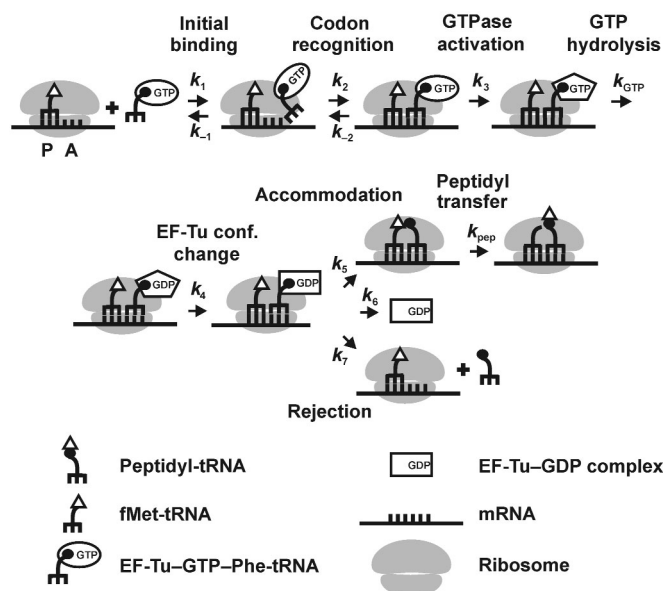 Initial binding
Codon recognition
GTPase activation
GTP hydrolysis
k1
k–1
k2
k–2
k3
kGTP
+
GTP
GTP
GTP
GTP
P A
Accommodation
Peptidyl transfer
EF-Tu conf. change
k4
k5
kpep
k6
k7
GDP
GDP
GDP
+
Rejection
Peptidyl-tRNA
GDP
EF-Tu–GDP complex
fMet-tRNA
mRNA
GTP
EF-Tu–GTP–Phe-tRNA
Ribosome